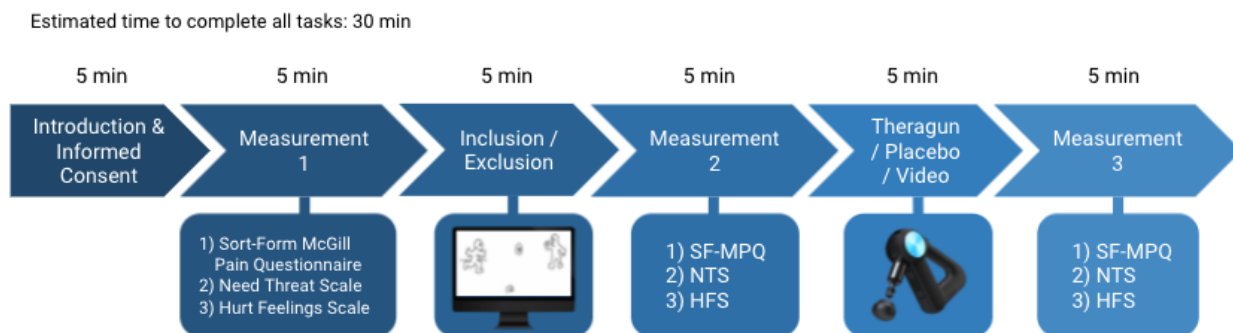 Estimated time to complete all tasks: 30 min
5 min
5 min
5 min
5 min
5 min
5 min
Introduction &
Informed
Consent
Measurement
1
Inclusion /
Exclusion
Measurement
2
Theragun
/ Placebo
/ Video
Measurement
3
1) Sort-Form McGill
Pain Questionnaire
2) Need Threat Scale
3) Hurt Feelings Scale
1) SF-MPQ
2) NTS
3) HFS
1) SF-MPQ
2) NTS
3) HFS